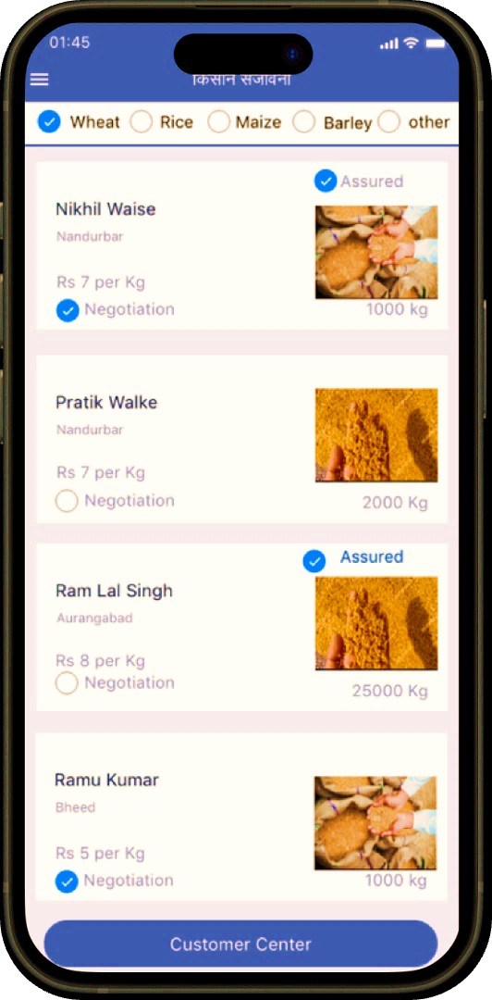 01:45
किसान संजीवनी
Wheat Rice Maize Barley other
Assured
Nikhil Waise
Nandurbar
Rs 7 per Kg
Negotiation
1000 kg
Pratik Walke
Nandurbar
Rs 7 per Kg
Negotiation
2000 Kg
Assured
Ram Lal Singh
Aurangabad
Rs 8 per Kg
Negotiation
25000 Kg
Ramu Kumar
Bheed
Rs 5 per Kg
Negotiation
1000 kg
Customer Center